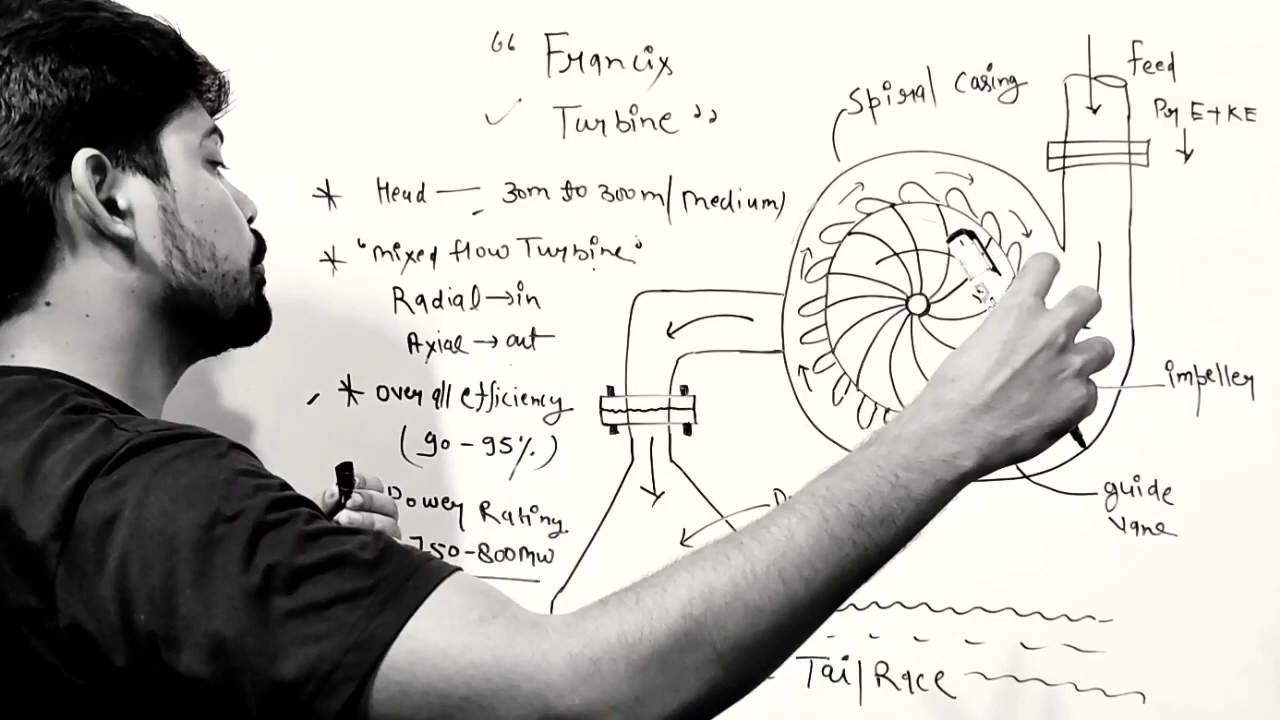 “ Francix
Turbine ”
* Head — 30m to 300m/medium)
* "mixed flow Turbine"
Radial → in
Axial → out
* over all efficiency
(90 - 95%)
Power Rating
750-800MW
Spiral Casing
feed
Pr E+KE
impeller
guide
vane
Tail Race